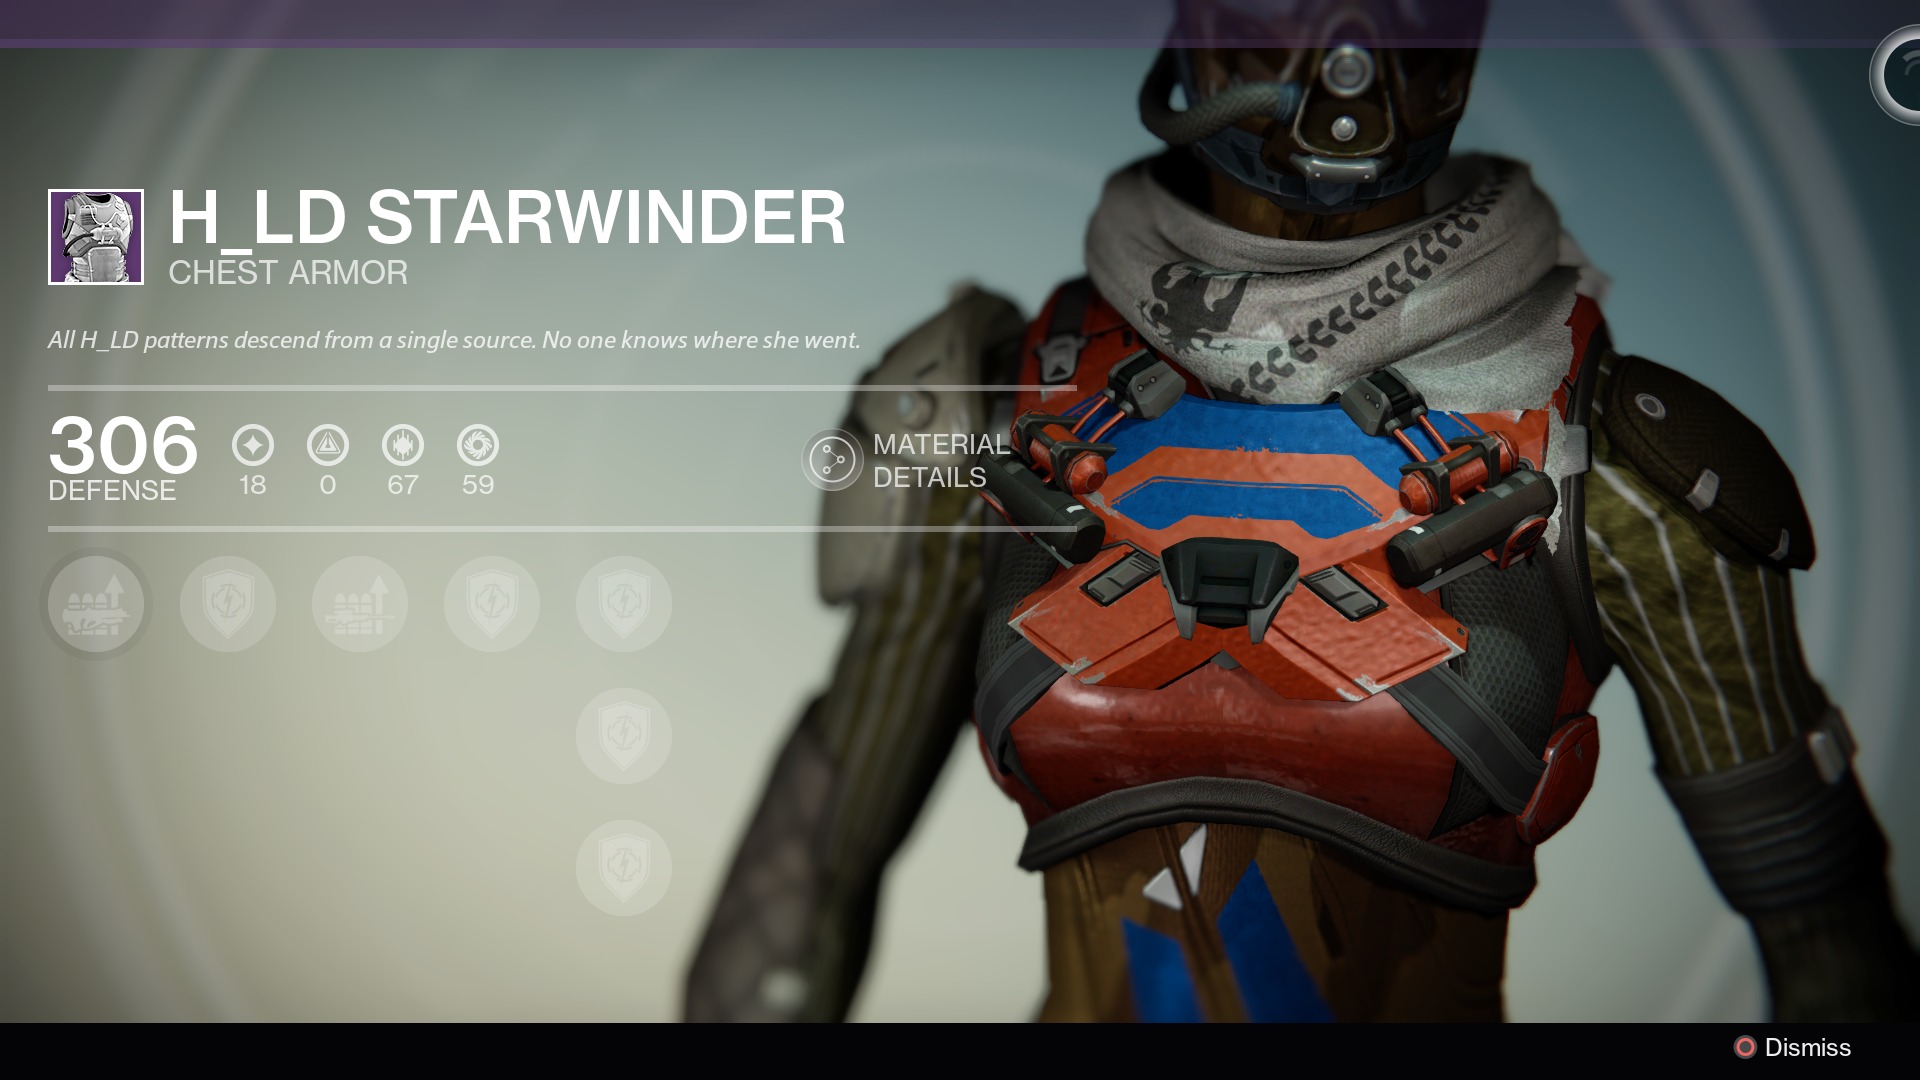 H_LD STARWINDER
CHEST ARMOR
All H_LD patterns descend from a single source. No one knows where she went.
306
DEFENSE
18 0 67 59
MATERIAL
DETAILS
Dismiss